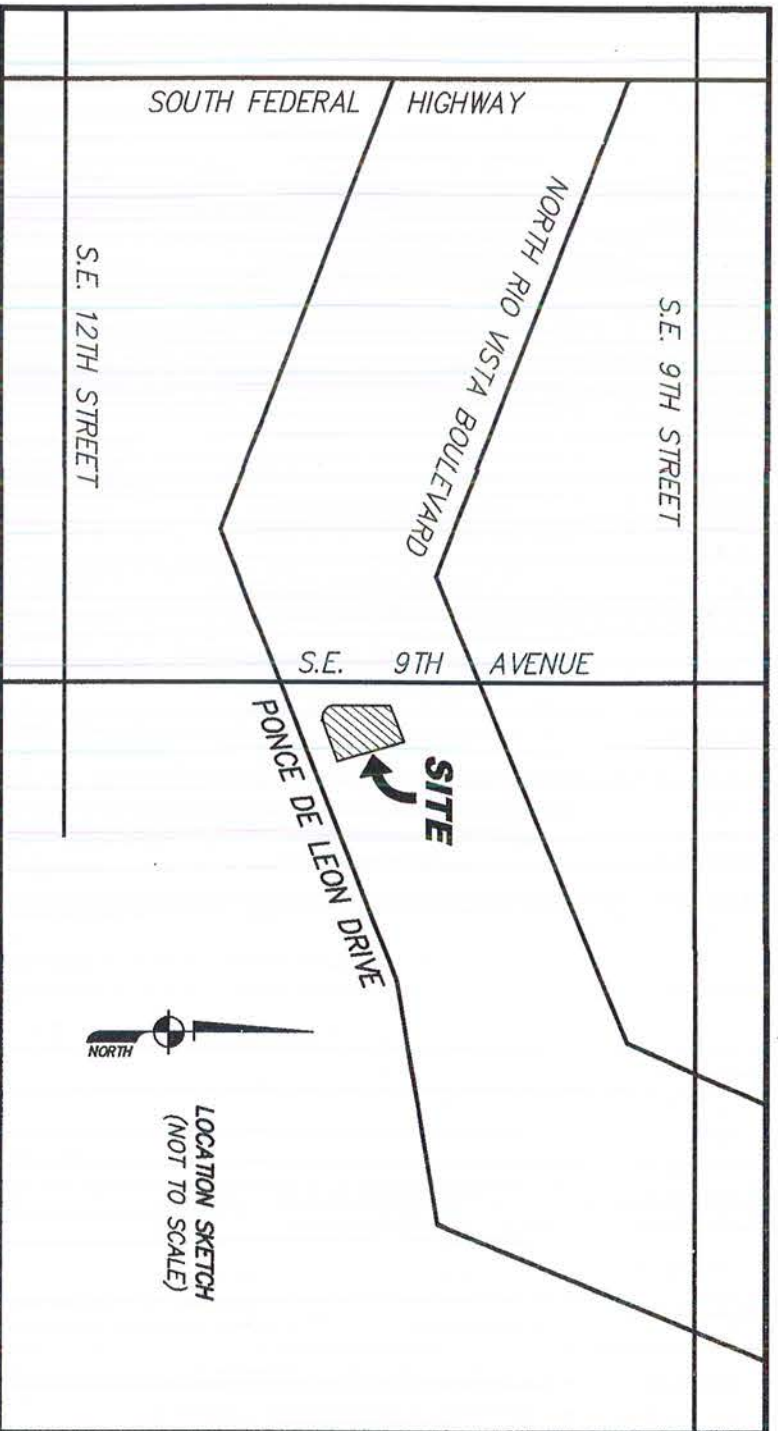 SOUTH FEDERAL HIGHWAY
NORTH RIO VISTA BOULEVARD
S.E. 9TH STREET
S.E. 12TH STREET
S.E. 9TH AVENUE
SITE
PONCE DE LEON DRIVE
NORTH
LOCATION SKETCH
(NOT TO SCALE)